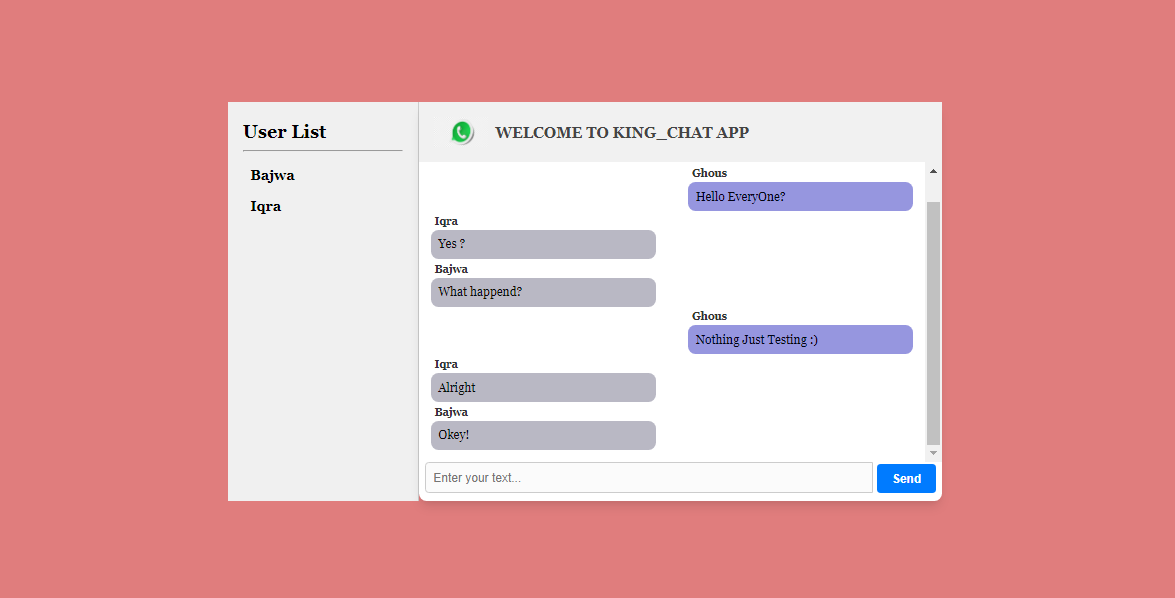 User List
Bajwa
Iqra
WELCOME TO KING_CHAT APP
Ghous
Hello EveryOne?
Iqra
Yes ?
Bajwa
What happend?
Ghous
Nothing Just Testing :)
Iqra
Alright
Bajwa
Okey!
Enter your text...
Send